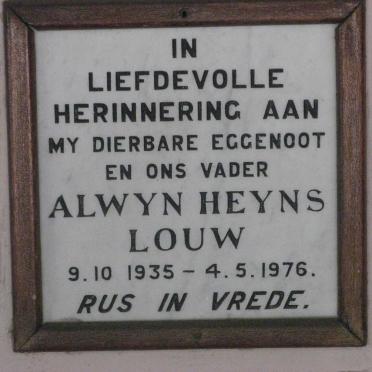 IN
LIEFDEVOLLE
HERINNERING AAN
MY DIERBARE EGGENOOT
EN ONS VADER
ALWYN HEYNS
LOUW
9.10 1935 – 4.5.1976.
RUS IN VREDE.